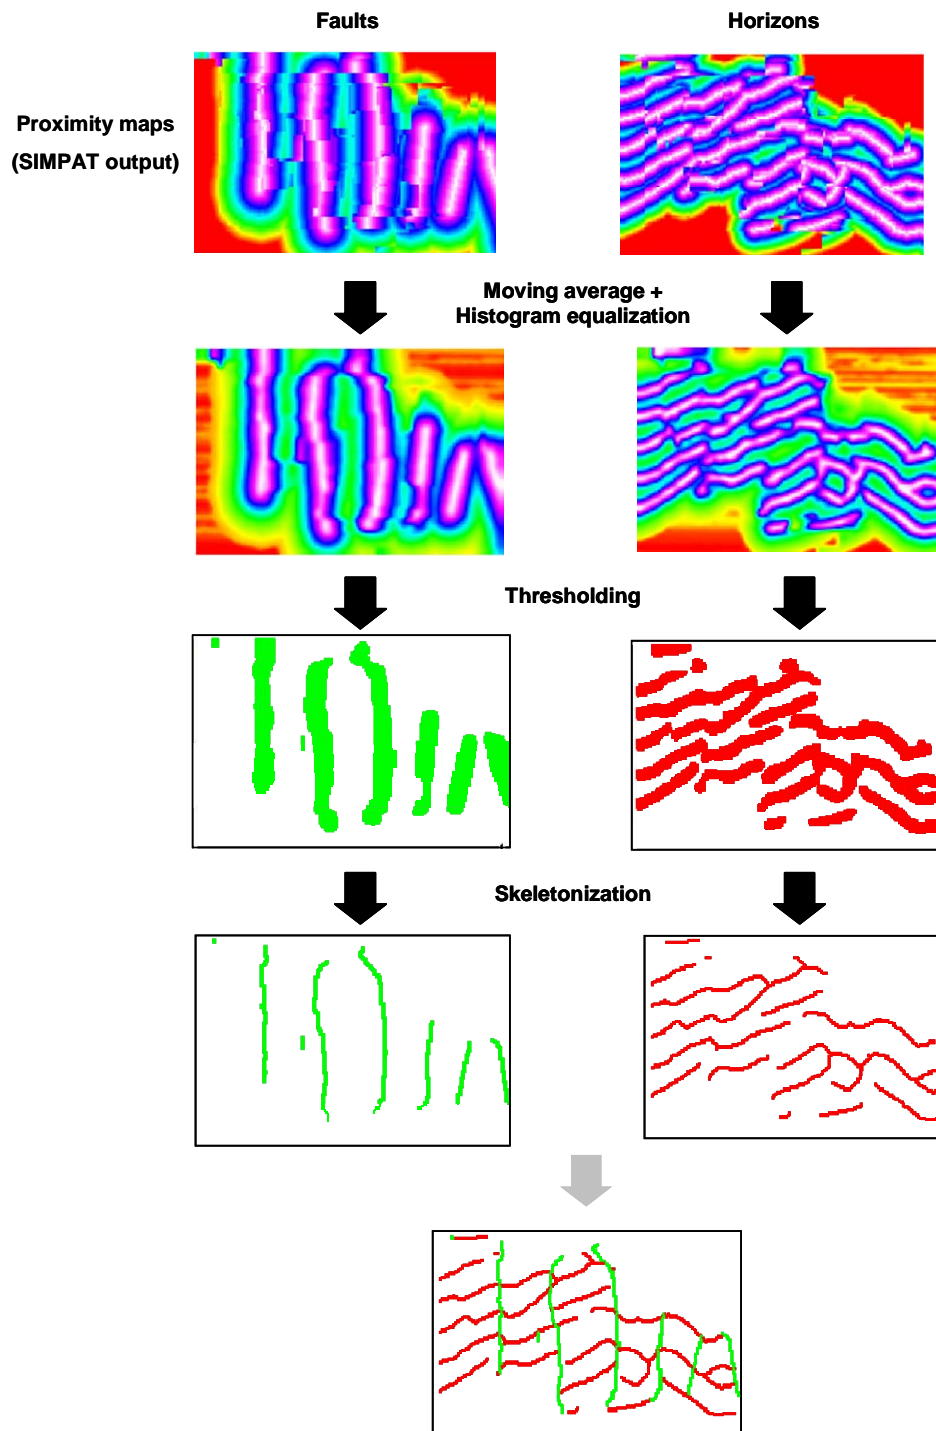 Faults
Horizons
Proximity maps
(SIMPAT output)
Moving average +
Histogram equalization
Thresholding
Skeletonization